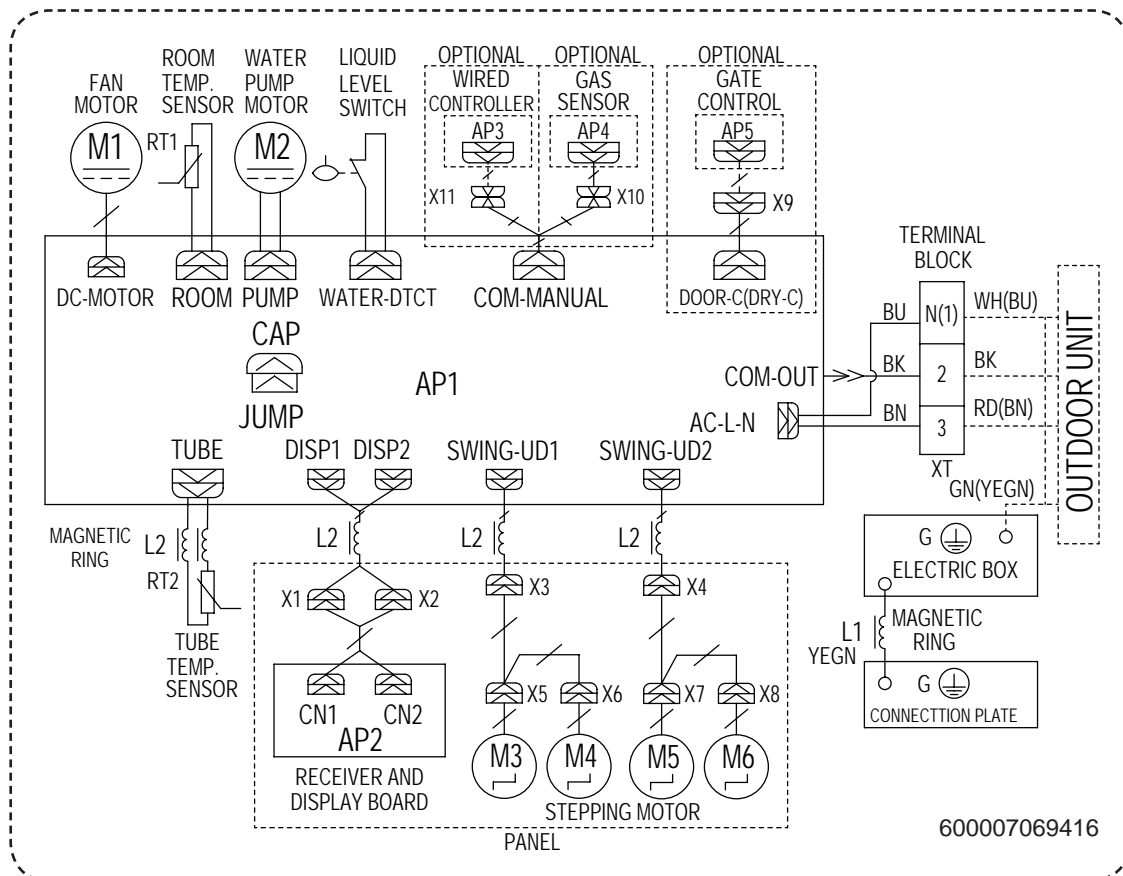 OPTIONAL
WIRED
CONTROLLER
AP3
X11
OPTIONAL
GAS
SENSOR
AP4
X10
OPTIONAL
GATE
CONTROL
AP5
X9
FAN
MOTOR
M1
ROOM
TEMP.
SENSOR
RT1
WATER
PUMP
MOTOR
M2
LIQUID
LEVEL
SWITCH
DC-MOTOR
ROOM
PUMP
WATER-DTCT
COM-MANUAL
DOOR-C(DRY-C)
CAP
JUMP
AP1
COM-OUT
AC-L-N
TERMINAL
BLOCK
BU
N(1)
WH(BU)
BK
2
BK
BN
3
RD(BN)
XT
GN(YEGN)
OUTDOOR UNIT
TUBE
DISP1
DISP2
SWING-UD1
SWING-UD2
MAGNETIC
RING
L2
L2
L2
L2
RT2
TUBE
TEMP.
SENSOR
X1
X2
X3
X4
CN1
CN2
AP2
RECEIVER AND
DISPLAY BOARD
X5
X6
X7
X8
M3
M4
M5
M6
STEPPING MOTOR
PANEL
G
ELECTRIC BOX
L1
YEGN
MAGNETIC
RING
G
CONNECTTION PLATE
600007069416